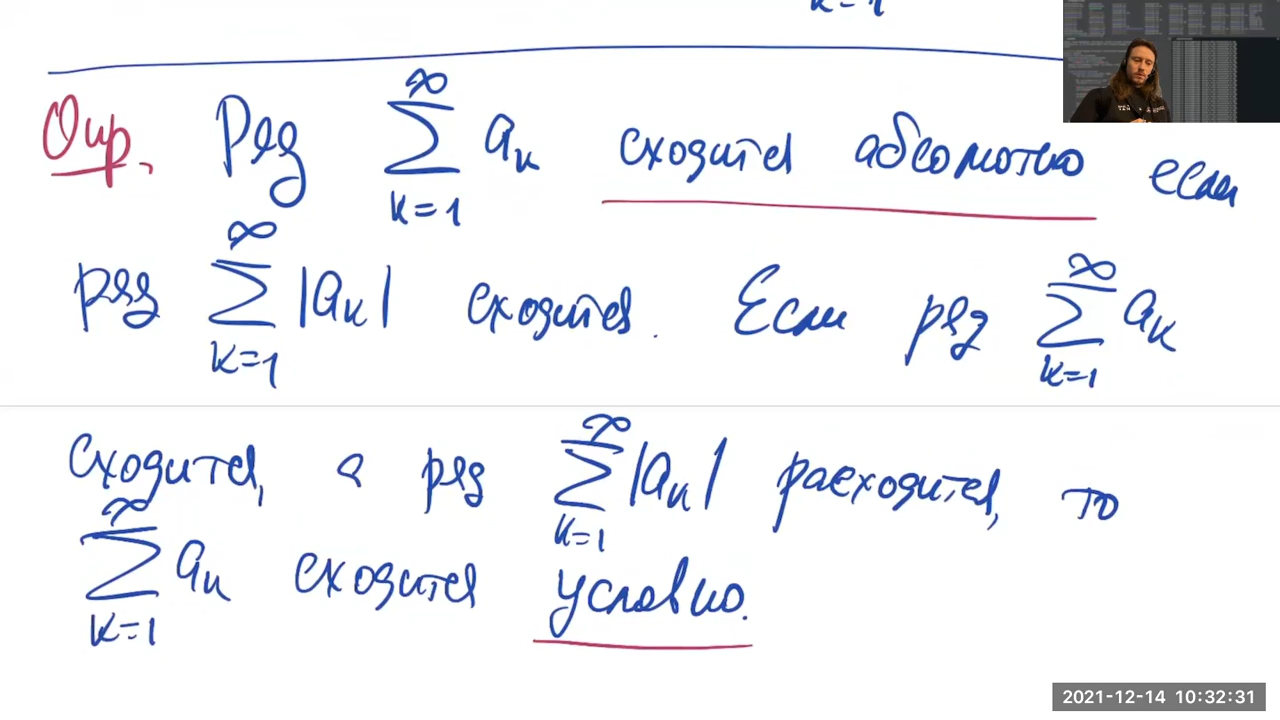 k=1
Опр. Ряд ∑_{k=1}^{∞} a_k сходится абсолютно если
ряд ∑_{k=1}^{∞} |a_k| сходится. Если ряд ∑_{k=1}^{∞} a_k
сходится, а ряд ∑_{k=1}^{∞} |a_k| расходится, то
∑_{k=1}^{∞} a_k сходится условно.
2021-12-14 10:32:31